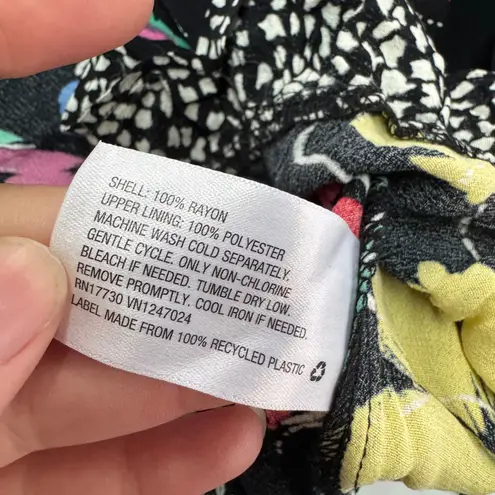 SHELL: 100% RAYON
UPPER LINING: 100% POLYESTER
MACHINE WASH COLD SEPARATELY.
GENTLE CYCLE. ONLY NON-CHLORINE
BLEACH IF NEEDED. TUMBLE DRY LOW.
REMOVE PROMPTLY. COOL IRON IF NEEDED.
RN17730 VN1247024
LABEL MADE FROM 100% RECYCLED PLASTIC